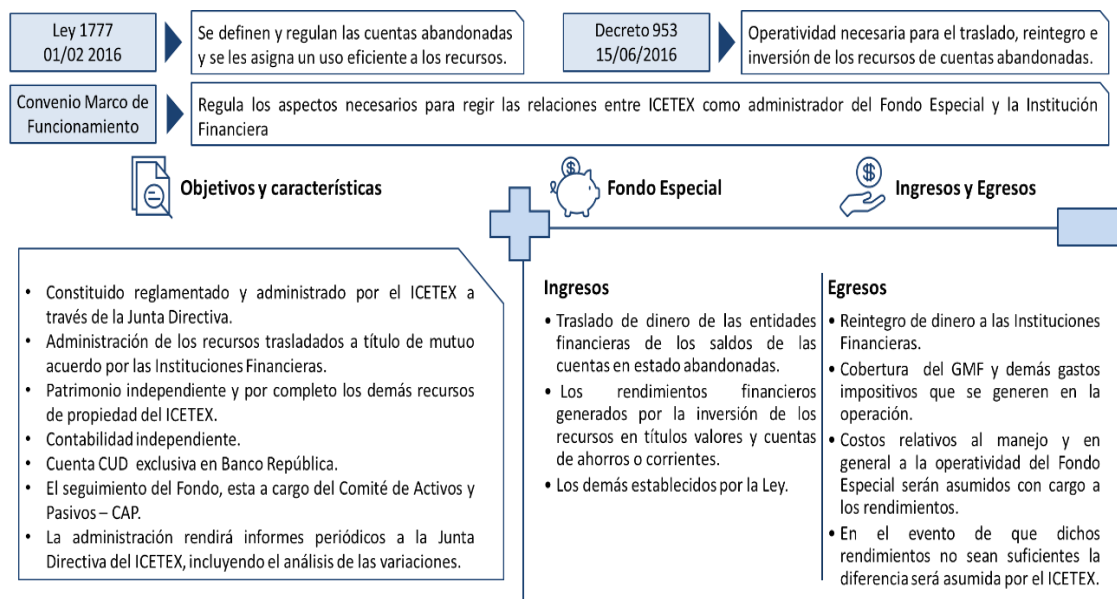 Ley 1777
01/02 2016
Se definen y regulan las cuentas abandonadas
y se les asigna un uso eficiente a los recursos.
Decreto 953
15/06/2016
Operatividad necesaria para el traslado, reintegro e
inversión de los recursos de cuentas abandonadas.
Convenio Marco de
Funcionamiento
Regula los aspectos necesarios para regir las relaciones entre ICETEX como administrador del Fondo Especial y la Institución
Financiera
Objetivos y características
• Constituido reglamentado y administrado por el ICETEX a
través de la Junta Directiva.
• Administración de los recursos trasladados a título de mutuo
acuerdo por las Instituciones Financieras.
• Patrimonio independiente y por completo los demás recursos
de propiedad del ICETEX.
• Contabilidad independiente.
• Cuenta CUD exclusiva en Banco República.
• El seguimiento del Fondo, esta a cargo del Comité de Activos y
Pasivos – CAP.
• La administración rendirá informes periódicos a la Junta
Directiva del ICETEX, incluyendo el análisis de las variaciones.
$
Fondo Especial
Ingresos
• Traslado de dinero de las entidades
financieras de los saldos de las
cuentas en estado abandonadas.
• Los rendimientos financieros
generados por la inversión de los
recursos en títulos valores y cuentas
de ahorros o corrientes.
• Los demás establecidos por la Ley.
$
Ingresos y Egresos
Egresos
• Reintegro de dinero a las Instituciones
Financieras.
• Cobertura del GMF y demás gastos
impositivos que se generen en la
operación.
• Costos relativos al manejo y en
general a la operatividad del Fondo
Especial serán asumidos con cargo a
los rendimientos.
• En el evento de que dichos
rendimientos no sean suficientes la
diferencia será asumida por el ICETEX.